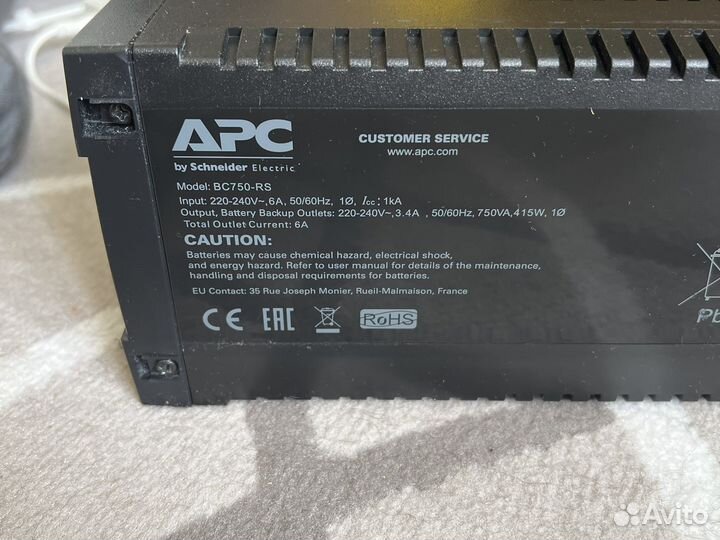 APC
by Schneider Electric
CUSTOMER SERVICE
www.apc.com
Model: BC750-RS
Input: 220-240V~,6A, 50/60Hz, 1Ø, Icc: 1kA
Output, Battery Backup Outlets: 220-240V~,3.4A , 50/60Hz, 750VA,415W, 1Ø
Total Outlet Current: 6A
CAUTION:
Batteries may cause chemical hazard, electrical shock,
and energy hazard. Refer to user manual for details of the maintenance,
handling and disposal requirements for batteries.
EU Contact: 35 Rue Joseph Monier, Rueil-Malmaison, France
CE EAC RoHS
Pb
Avito